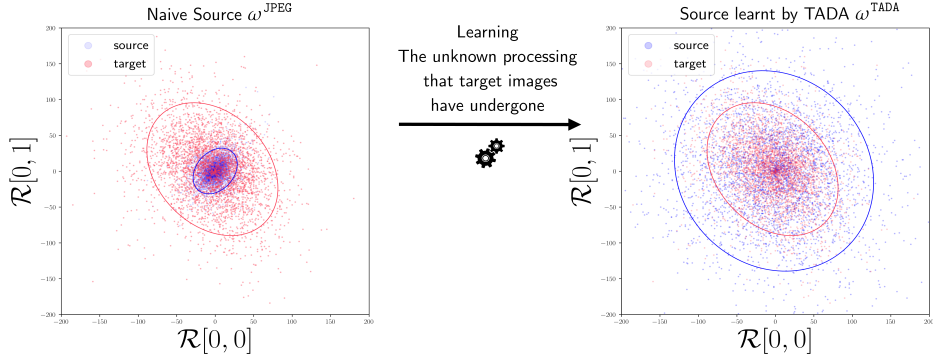 Naive Source ω^JPEG
source
target
200
150
100
50
0
−50
−100
−150
−200
R[0, 1]
−200 −150 −100 −50 0 50 100 150 200
R[0, 0]
Learning
The unknown processing
that target images
have undergone
Source learnt by TADA ω^TADA
source
target
200
150
100
50
0
−50
−100
−150
−200
R[0, 1]
−200 −150 −100 −50 0 50 100 150 200
R[0, 0]